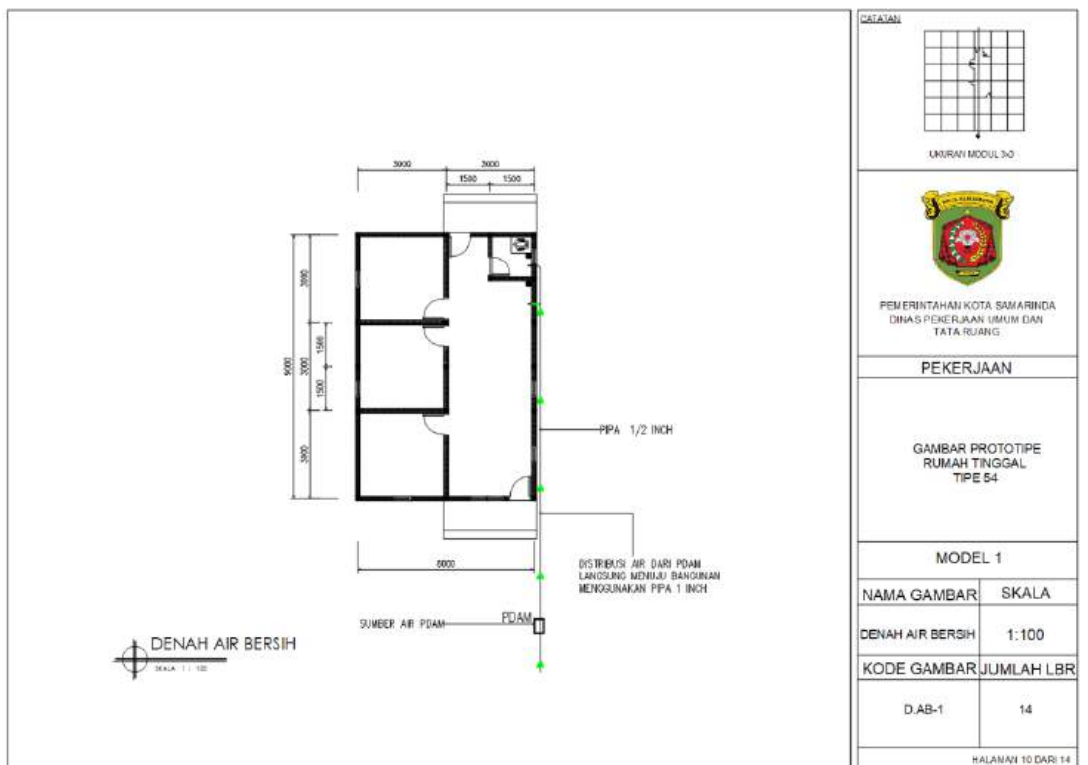 3000
3000
1500
1500
3000
9000
3000
1500
1500
3000
PIPA 1/2 INCH
6000
DISTRIBUSI AIR DARI PDAM
LANGSUNG MENUJU BANGUNAN
MENGGUNAKAN PIPA 1 INCH
SUMBER AIR PDAM
PDAM
DENAH AIR BERSIH
SKALA 1 : 100
CATATAN
UKURAN MODUL 3x3
PEMERINTAHAN KOTA SAMARINDA
DINAS PEKERJAAN UMUM DAN
TATA RUANG
PEKERJAAN
GAMBAR PROTOTIPE
RUMAH TINGGAL
TIPE 54
MODEL 1
NAMA GAMBAR
SKALA
DENAH AIR BERSIH
1:100
KODE GAMBAR
JUMLAH LBR
D.AB-1
14
HALAMAN 10 DARI 14